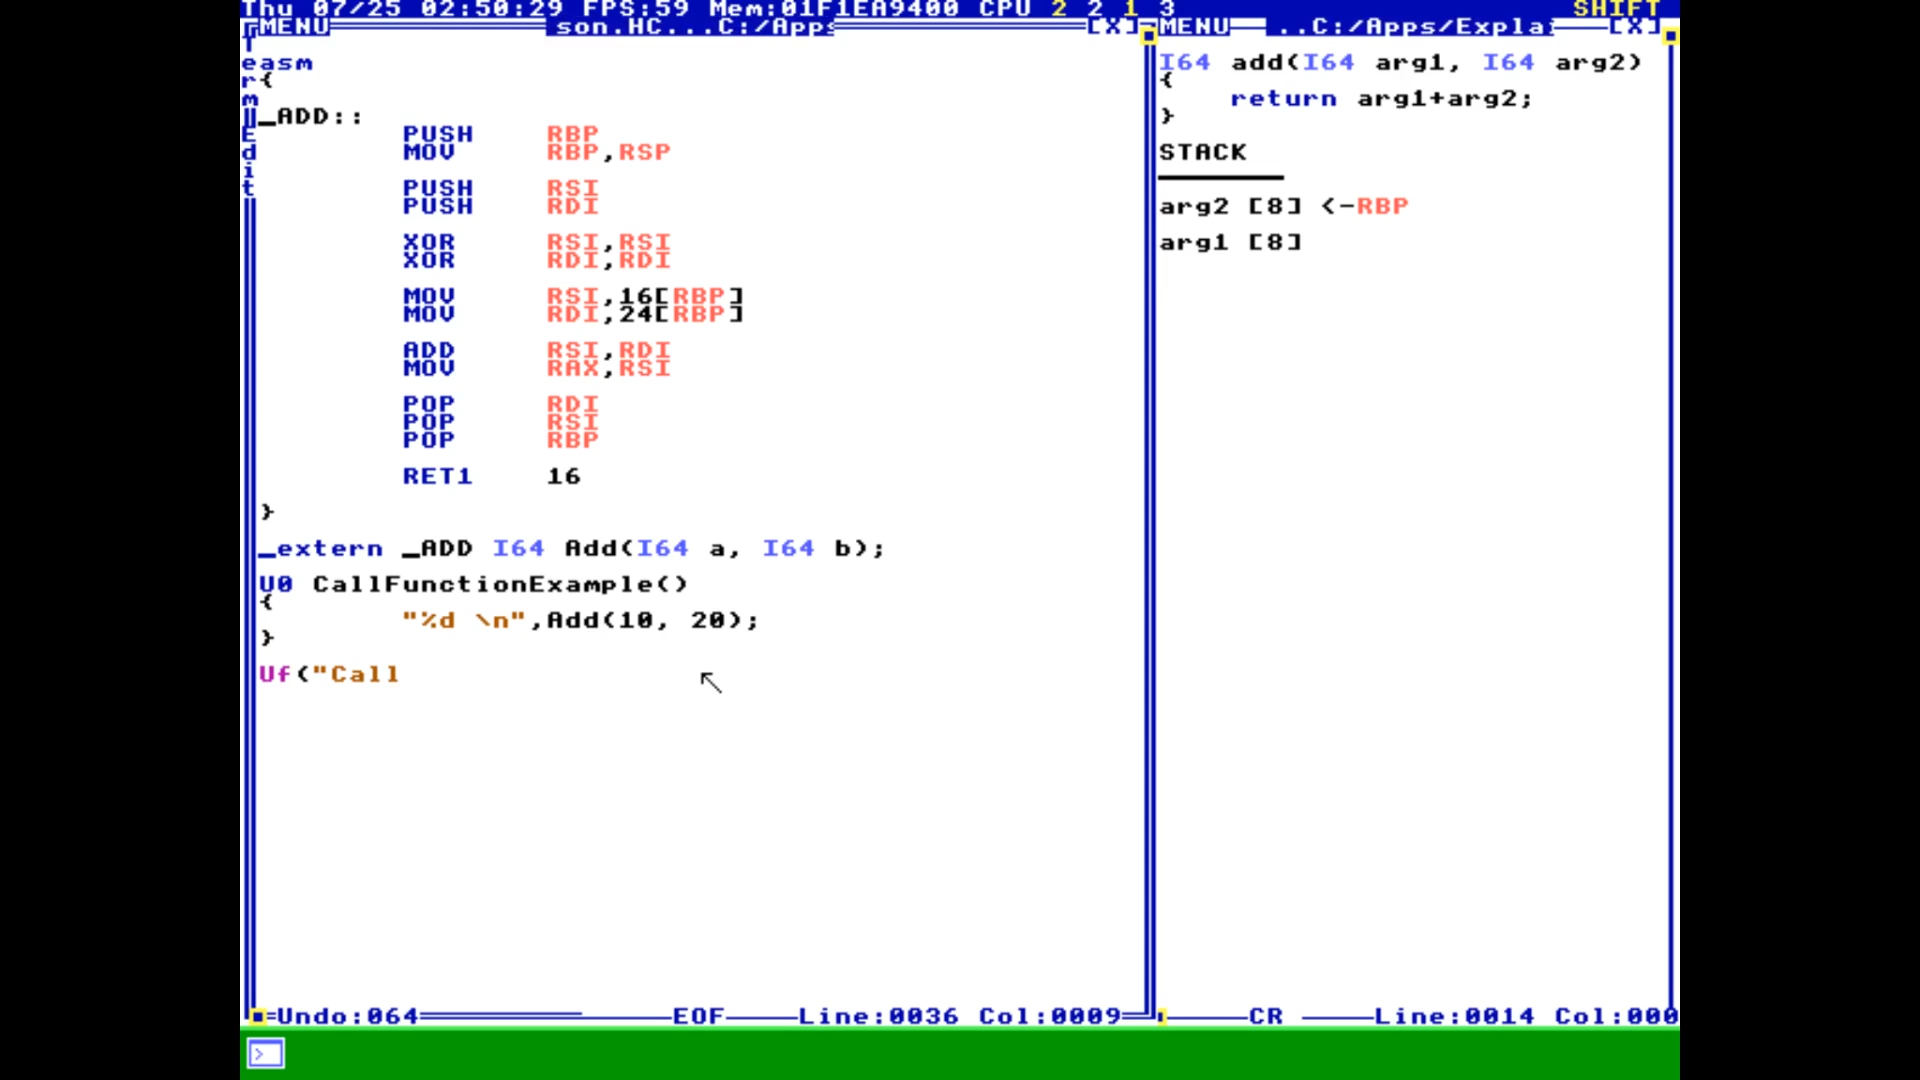 Thu 07/25 02:50:29 FPS:59 Mem:01F1EA9400 CPU 2 2 1 3 SHIFT
MENU son.HC...C:/Apps [X]
easm
{
_ADD::
PUSH RBP
MOV RBP,RSP
PUSH RSI
PUSH RDI
XOR RSI,RSI
XOR RDI,RDI
MOV RSI,16[RBP]
MOV RDI,24[RBP]
ADD RSI,RDI
MOV RAX,RSI
POP RDI
POP RSI
POP RBP
RET1 16
}
_extern _ADD I64 Add(I64 a, I64 b);
U0 CallFunctionExample()
{
"%d \n",Add(10, 20);
}
Uf("Call
Undo:064 EOF Line:0036 Col:0009
MENU ..C:/Apps/Explai [X]
I64 add(I64 arg1, I64 arg2)
{
return arg1+arg2;
}
STACK
arg2 [8] <-RBP
arg1 [8]
CR Line:0014 Col:000
>